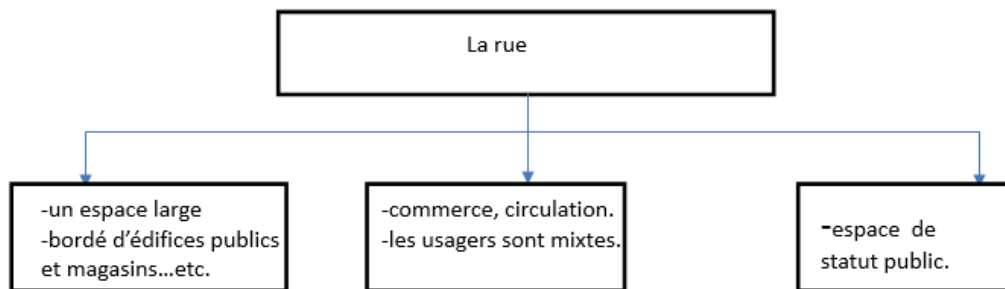 La rue
-un espace large
-bordé d'édifices publics
et magasins...etc.
-commerce, circulation.
-les usagers sont mixtes.
-espace de
statut public.